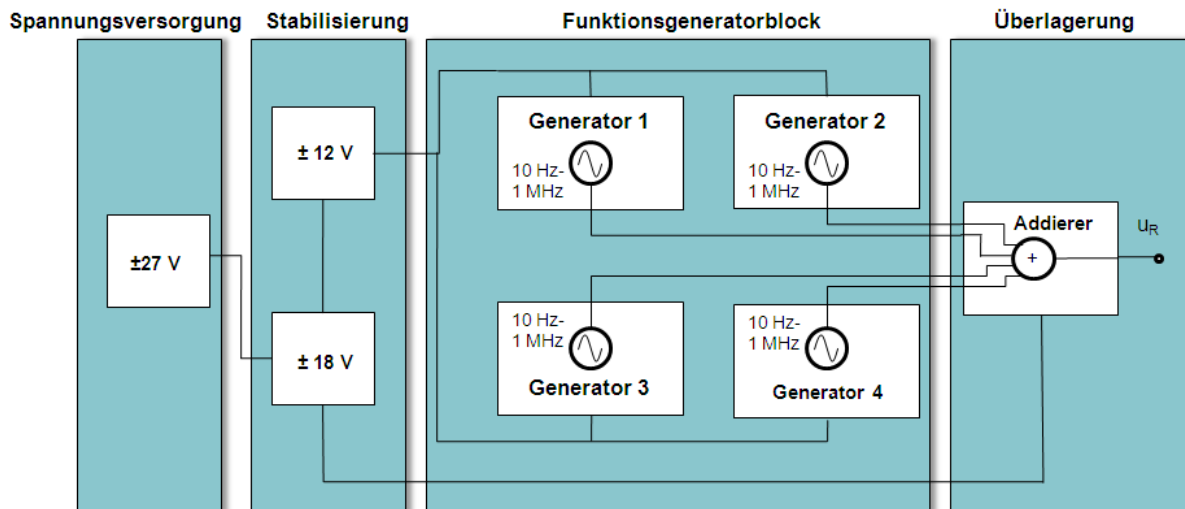 Spannungsversorgung
Stabilisierung
Funktionsgeneratorblock
Überlagerung
±27 V
± 12 V
± 18 V
Generator 1
10 Hz-
1 MHz
Generator 2
10 Hz-
1 MHz
10 Hz-
1 MHz
Generator 3
10 Hz-
1 MHz
Generator 4
Addierer
+
uR